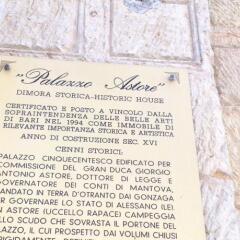 "Palazzo Astore"
DIMORA STORICA-HISTORIC HOUSE
CERTIFICATO E POSTO A VINCOLO DALLA
SOPRAINTENDENZA DELLE BELLE ARTI
DI BARI NEL 1994 COME IMMOBILE DI
RILEVANTE IMPORTANZA STORICA E ARTISTICA
ANNO DI COSTRUZIONE SEC. XVI
CENNI STORICI:
PALAZZO CINQUECENTESCO EDIFICATO PER
COMMISSIONE DEL GRAN DUCA GIORGIO
ANTONIO ASTORE, DOTTORE DI LEGGE E
GOVERNATORE DEI CONTI DI MANTOVA,
MANDATO IN TERRA D'OTRANTO DAI GONZAGA
PER GOVERNARE LO STATO DI ALESSANO (LE).
UN ASTORE (UCCELLO RAPACE) CAMPEGGIA
LLO SCUDO CHE SOVRASTA IL PORTONE DEL
LAZZO, IL CUI PROSPETTO DAI VOLUMI CHIUSI